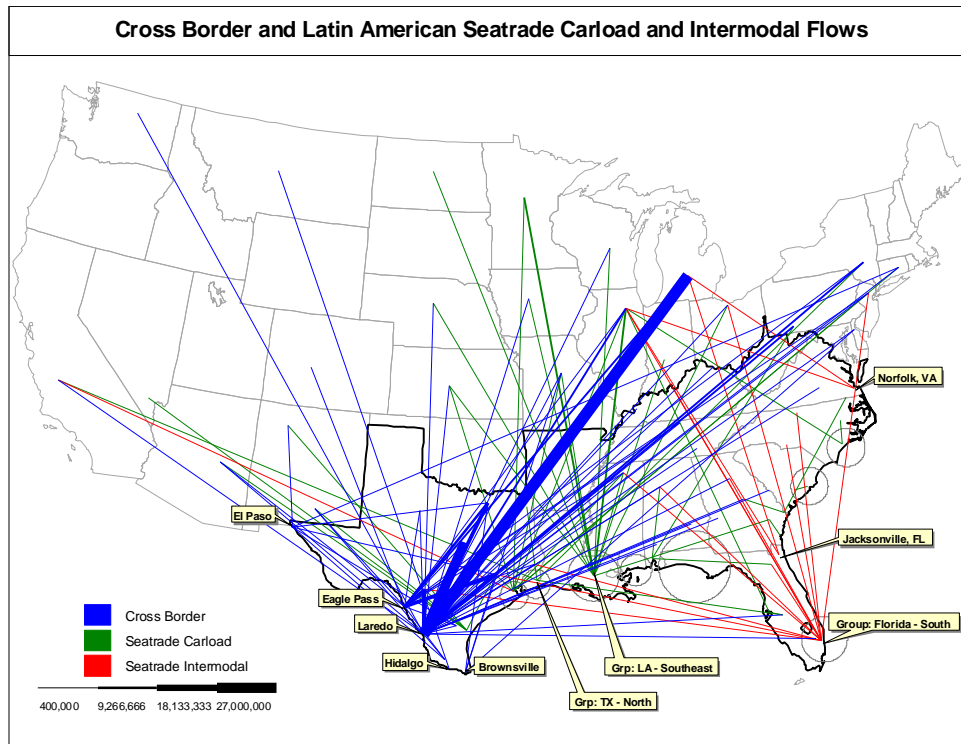 Cross Border and Latin American Seatrade Carload and Intermodal Flows
Norfolk, VA
El Paso
Jacksonville, FL
Eagle Pass
Cross Border
Laredo
Group: Florida - South
Seatrade Carload
Seatrade Intermodal
Hidalgo
Brownsville
Grp: LA - Southeast
Grp: TX - North
400,000 9,266,666 18,133,333 27,000,000